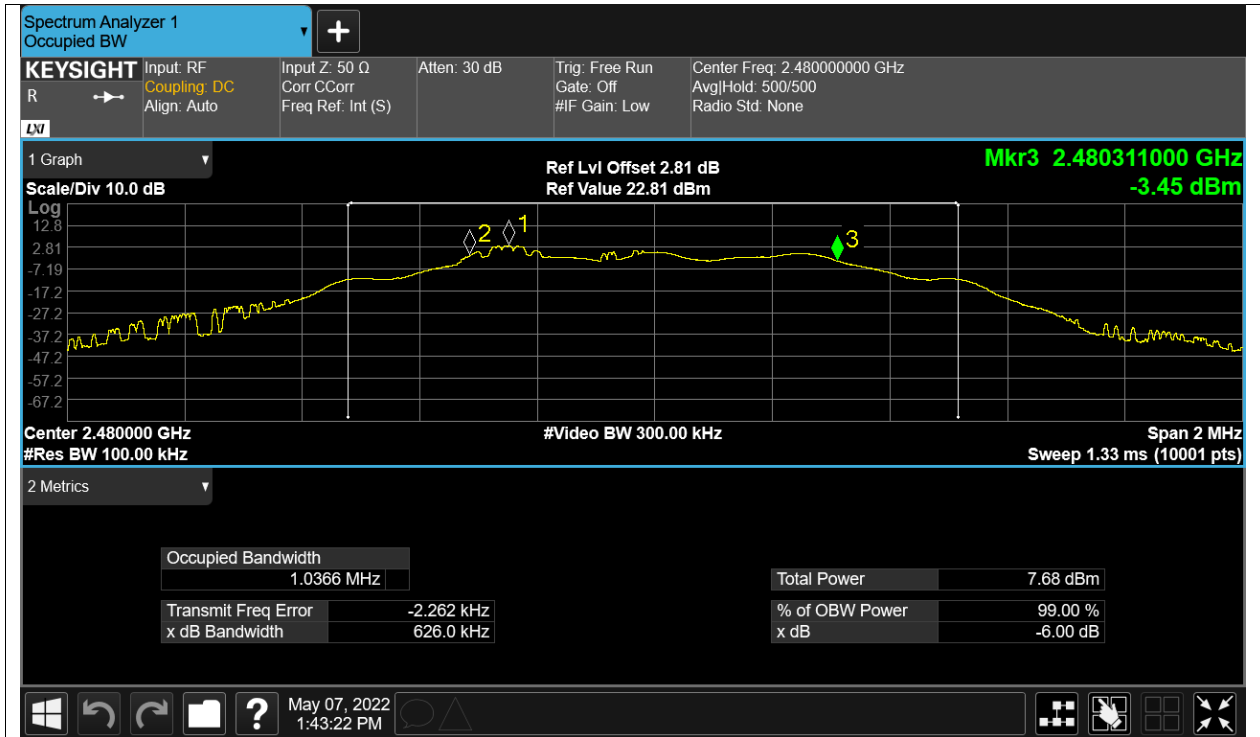 Spectrum Analyzer 1
Occupied BW
KEYSIGHT
R
LXI
Input: RF
Coupling: DC
Align: Auto
Input Z: 50 Ω
Corr CCorr
Freq Ref: Int (S)
Atten: 30 dB
Trig: Free Run
Gate: Off
#IF Gain: Low
Center Freq: 2.480000000 GHz
Avg|Hold: 500/500
Radio Std: None
1 Graph
Scale/Div 10.0 dB
Ref Lvl Offset 2.81 dB
Ref Value 22.81 dBm
Mkr3 2.480311000 GHz
-3.45 dBm
Log
12.8
2.81
-7.19
-17.2
-27.2
-37.2
-47.2
-57.2
-67.2
2
1
3
Center 2.480000 GHz
#Res BW 100.00 kHz
#Video BW 300.00 kHz
Span 2 MHz
Sweep 1.33 ms (10001 pts)
2 Metrics
Occupied Bandwidth
1.0366 MHz
Transmit Freq Error -2.262 kHz
x dB Bandwidth 626.0 kHz
Total Power 7.68 dBm
% of OBW Power 99.00 %
x dB -6.00 dB
?
May 07, 2022
1:43:22 PM